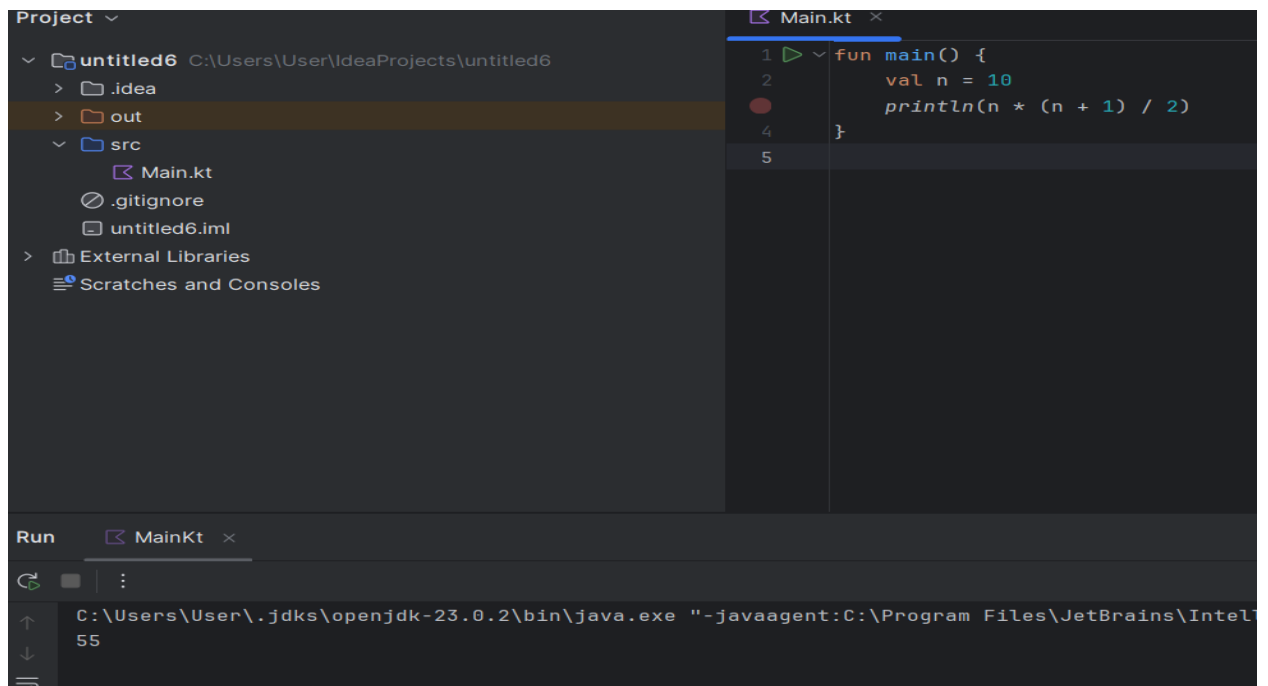 Project
untitled6 C:\Users\User\IdeaProjects\untitled6
.idea
out
src
Main.kt
.gitignore
untitled6.iml
External Libraries
Scratches and Consoles
Main.kt
1 fun main() {
2 val n = 10
println(n * (n + 1) / 2)
4 }
5
Run MainKt
C:\Users\User\.jdks\openjdk-23.0.2\bin\java.exe "-javaagent:C:\Program Files\JetBrains\Intell
55